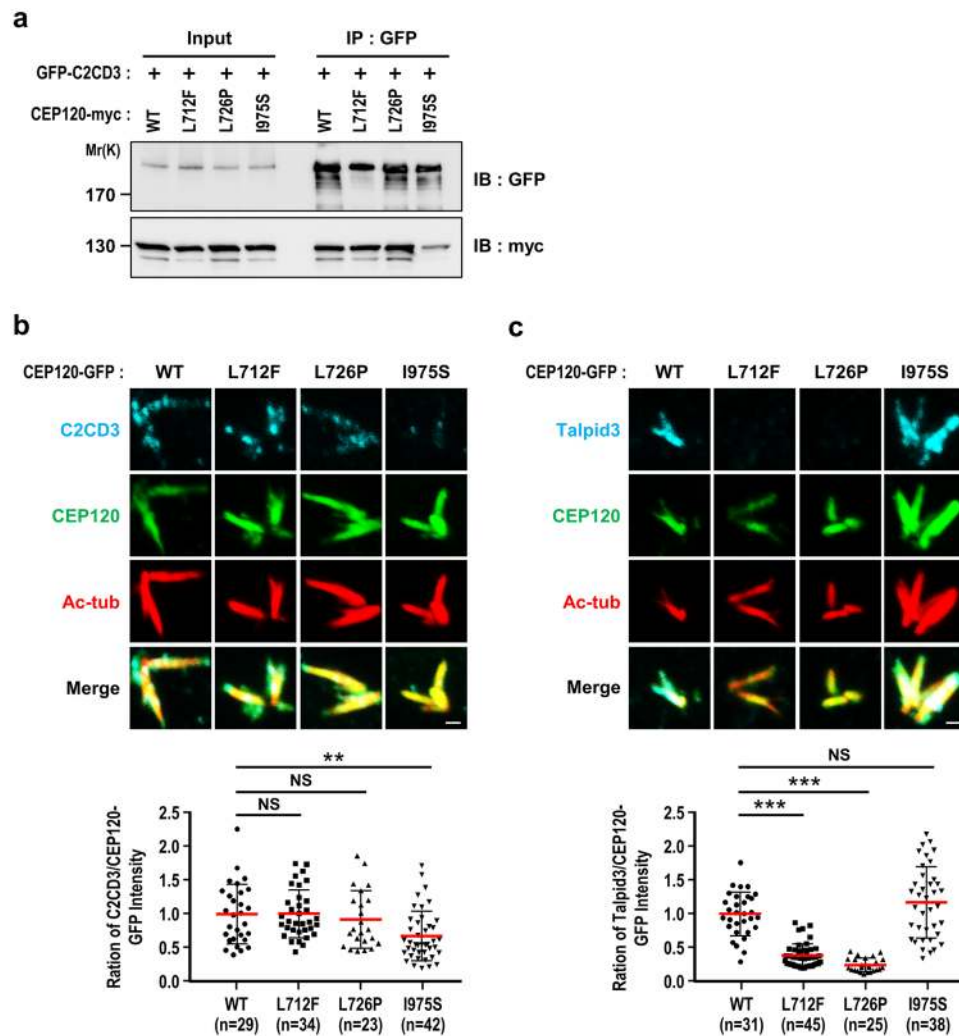 a
Input IP : GFP
GFP-C2CD3 : + + + + + + + +
CEP120-myc : WT L712F L726P I975S WT L712F L726P I975S
Mr(K)
170
IB : GFP
130
IB : myc
b
CEP120-GFP : WT L712F L726P I975S
C2CD3
CEP120
Ac-tub
Merge
**
NS
NS
Ration of C2CD3/CEP120-
GFP Intensity
2.5
2.0
1.5
1.0
0.5
0.0
WT L712F L726P I975S
(n=29) (n=34) (n=23) (n=42)
c
CEP120-GFP : WT L712F L726P I975S
Talpid3
CEP120
Ac-tub
Merge
NS
***
***
Ration of Talpid3/CEP120-
GFP Intensity
2.5
2.0
1.5
1.0
0.5
0.0
WT L712F L726P I975S
(n=31) (n=45) (n=25) (n=38)